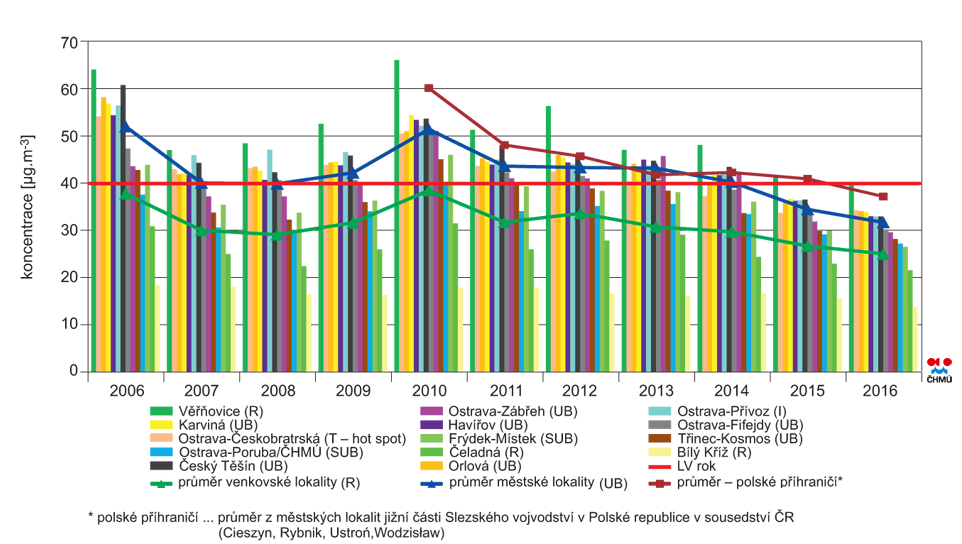 koncentrace [µg.m-³]
70
60
50
40
30
20
10
0
2006 2007 2008 2009 2010 2011 2012 2013 2014 2015 2016
ČHMÚ
Věřňovice (R) Ostrava-Zábřeh (UB) Ostrava-Přívoz (I)
Karviná (UB) Havířov (UB) Ostrava-Fifejdy (UB)
Ostrava-Českobratrská (T – hot spot) Frýdek-Místek (SUB) Třinec-Kosmos (UB)
Ostrava-Poruba/ČHMÚ (SUB) Čeladná (R) Bílý Kříž (R)
Český Těšín (UB) Orlová (UB) LV rok
průměr venkovské lokality (R) průměr městské lokality (UB) průměr – polské příhraničí*
* polské příhraničí ... průměr z městských lokalit jižní části Slezského vojvodství v Polské republice v sousedství ČR
(Cieszyn, Rybnik, Ustroń,Wodzisław)